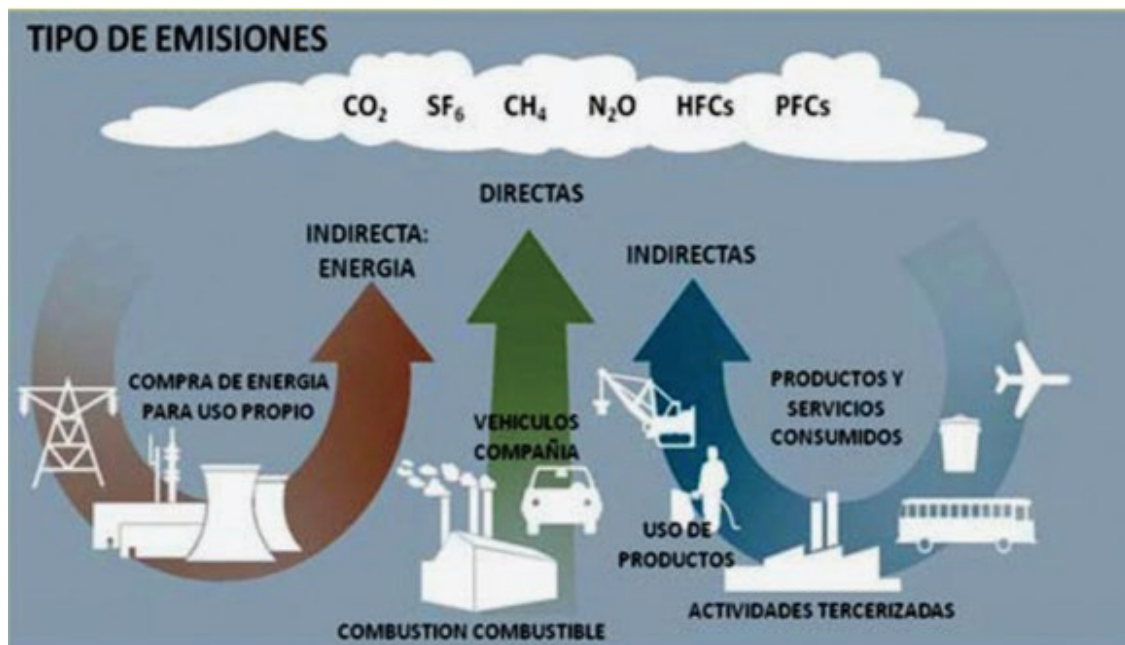 TIPO DE EMISIONES
CO₂ SF₆ CH₄ N₂O HFCs PFCs
DIRECTAS
INDIRECTA:
ENERGIA
INDIRECTAS
COMPRA DE ENERGIA
PARA USO PROPIO
VEHICULOS
COMPAÑIA
PRODUCTOS Y
SERVICIOS
CONSUMIDOS
USO DE
PRODUCTOS
ACTIVIDADES TERCERIZADAS
COMBUSTION COMBUSTIBLE